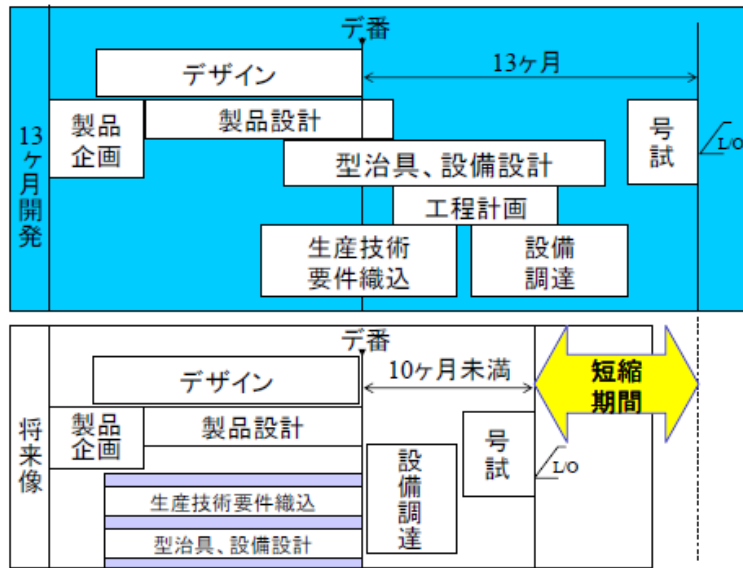 デ番
デザイン
13ヶ月
13ヶ月開発
製品
企画
製品設計
号試
L/O
型治具、設備設計
工程計画
生産技術
要件織込
設備
調達
デ番
デザイン
10ヶ月未満
短縮
期間
将来像
製品
企画
製品設計
号試
L/O
設備調達
生産技術要件織込
型治具、設備設計